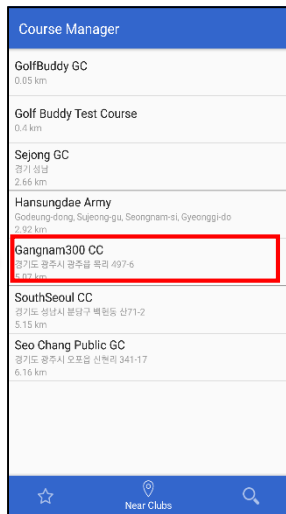 Course Manager
GolfBuddy GC
0.05 km
Golf Buddy Test Course
0.4 km
Sejong GC
경기 성남
2.66 km
Hansungdae Army
Godeung-dong, Sujeong-gu, Seongnam-si, Gyeonggi-do
2.92 km
Gangnam300 CC
경기도 광주시 광주읍 목리 497-6
5.07 km
SouthSeoul CC
경기도 성남시 분당구 백현동 산71-2
5.15 km
Seo Chang Public GC
경기도 광주시 오포읍 신현리 341-17
6.16 km
Near Clubs